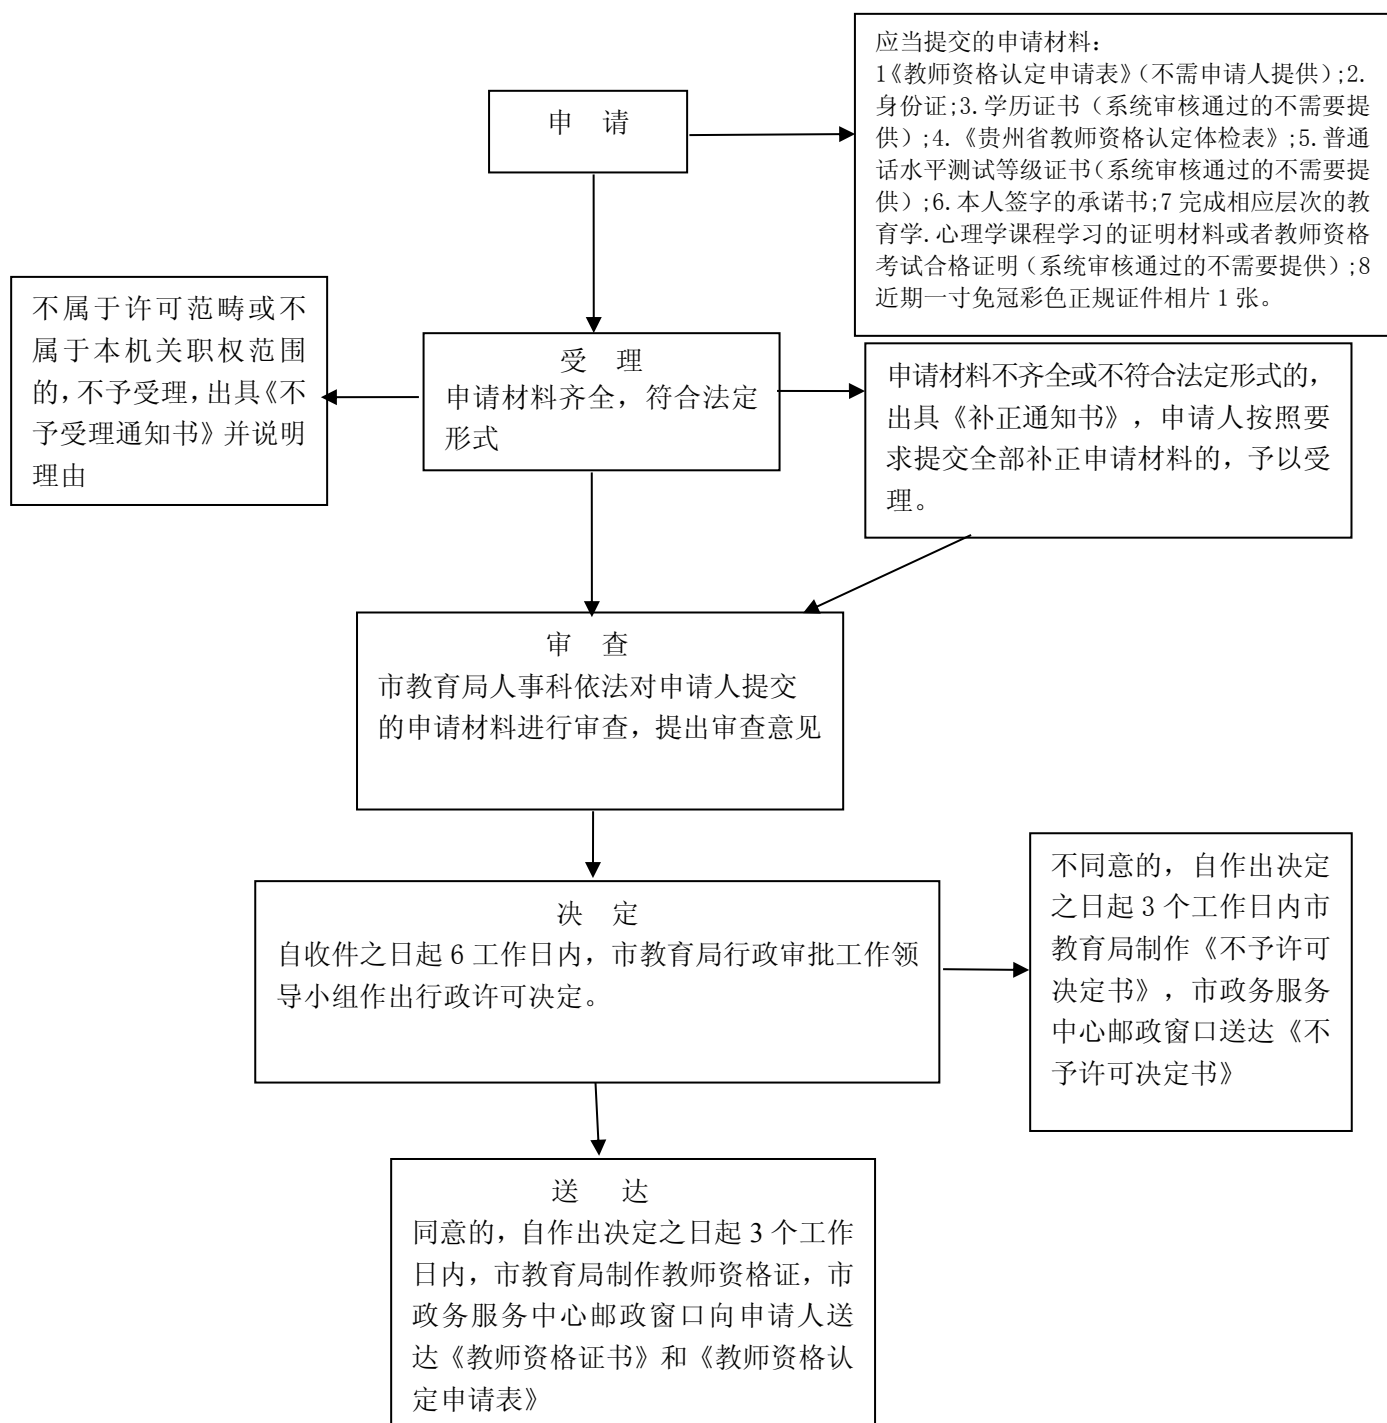 申 请
应当提交的申请材料：
1《教师资格认定申请表》（不需申请人提供）;2.
身份证;3.学历证书（系统审核通过的不需要提
供）;4.《贵州省教师资格认定体检表》;5.普通
话水平测试等级证书（系统审核通过的不需要提
供）;6.本人签字的承诺书;7 完成相应层次的教
育学.心理学课程学习的证明材料或者教师资格
考试合格证明（系统审核通过的不需要提供）;8
近期一寸免冠彩色正规证件相片 1 张。
不属于许可范畴或不
属于本机关职权范围
的，不予受理，出具《不
予受理通知书》并说明
理由
受 理
申请材料齐全，符合法定
形式
申请材料不齐全或不符合法定形式的，
出具《补正通知书》，申请人按照要
求提交全部补正申请材料的，予以受
理。
审 查
市教育局人事科依法对申请人提交
的申请材料进行审查，提出审查意见
决 定
自收件之日起 6 工作日内，市教育局行政审批工作领
导小组作出行政许可决定。
不同意的，自作出决定
之日起 3 个工作日内市
教育局制作《不予许可
决定书》，市政务服务
中心邮政窗口送达《不
予许可决定书》
送 达
同意的，自作出决定之日起 3 个工作
日内，市教育局制作教师资格证，市
政务服务中心邮政窗口向申请人送
达《教师资格证书》和《教师资格认
定申请表》